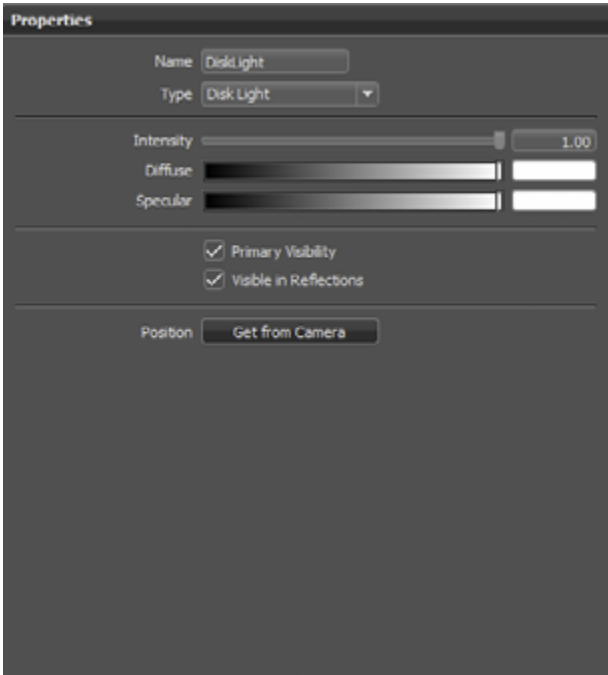 Properties
Name DiskLight
Type Disk Light
Intensity 1.00
Diffuse
Specular
Primary Visibility
Visible in Reflections
Position Get from Camera